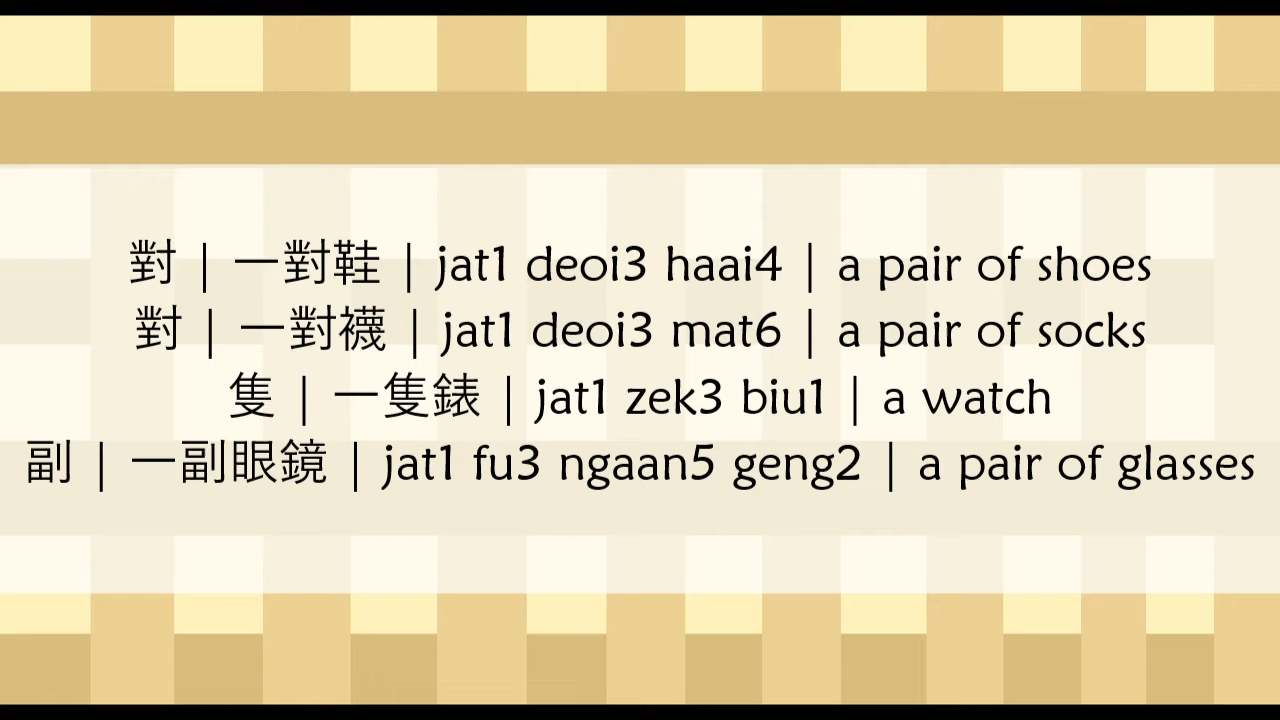 對 | 一對鞋 | jat1 deoi3 haai4 | a pair of shoes
對 | 一對襪 | jat1 deoi3 mat6 | a pair of socks
隻 | 一隻錶 | jat1 zek3 biu1 | a watch
副 | 一副眼鏡 | jat1 fu3 ngaan5 geng2 | a pair of glasses